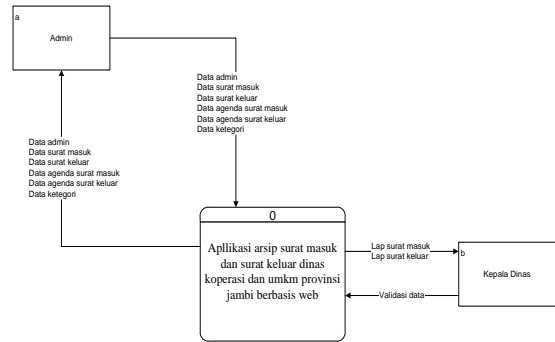 a
Admin
Data admin
Data surat masuk
Data surat keluar
Data agenda surat masuk
Data agenda surat keluar
Data ketegori
Data admin
Data surat masuk
Data surat keluar
Data agenda surat masuk
Data agenda surat keluar
Data ketegori
0
Apllikasi arsip surat masuk
dan surat keluar dinas
koperasi dan umkm provinsi
jambi berbasis web
Lap surat masuk
Lap surat keluar
b
Kepala Dinas
Validasi data